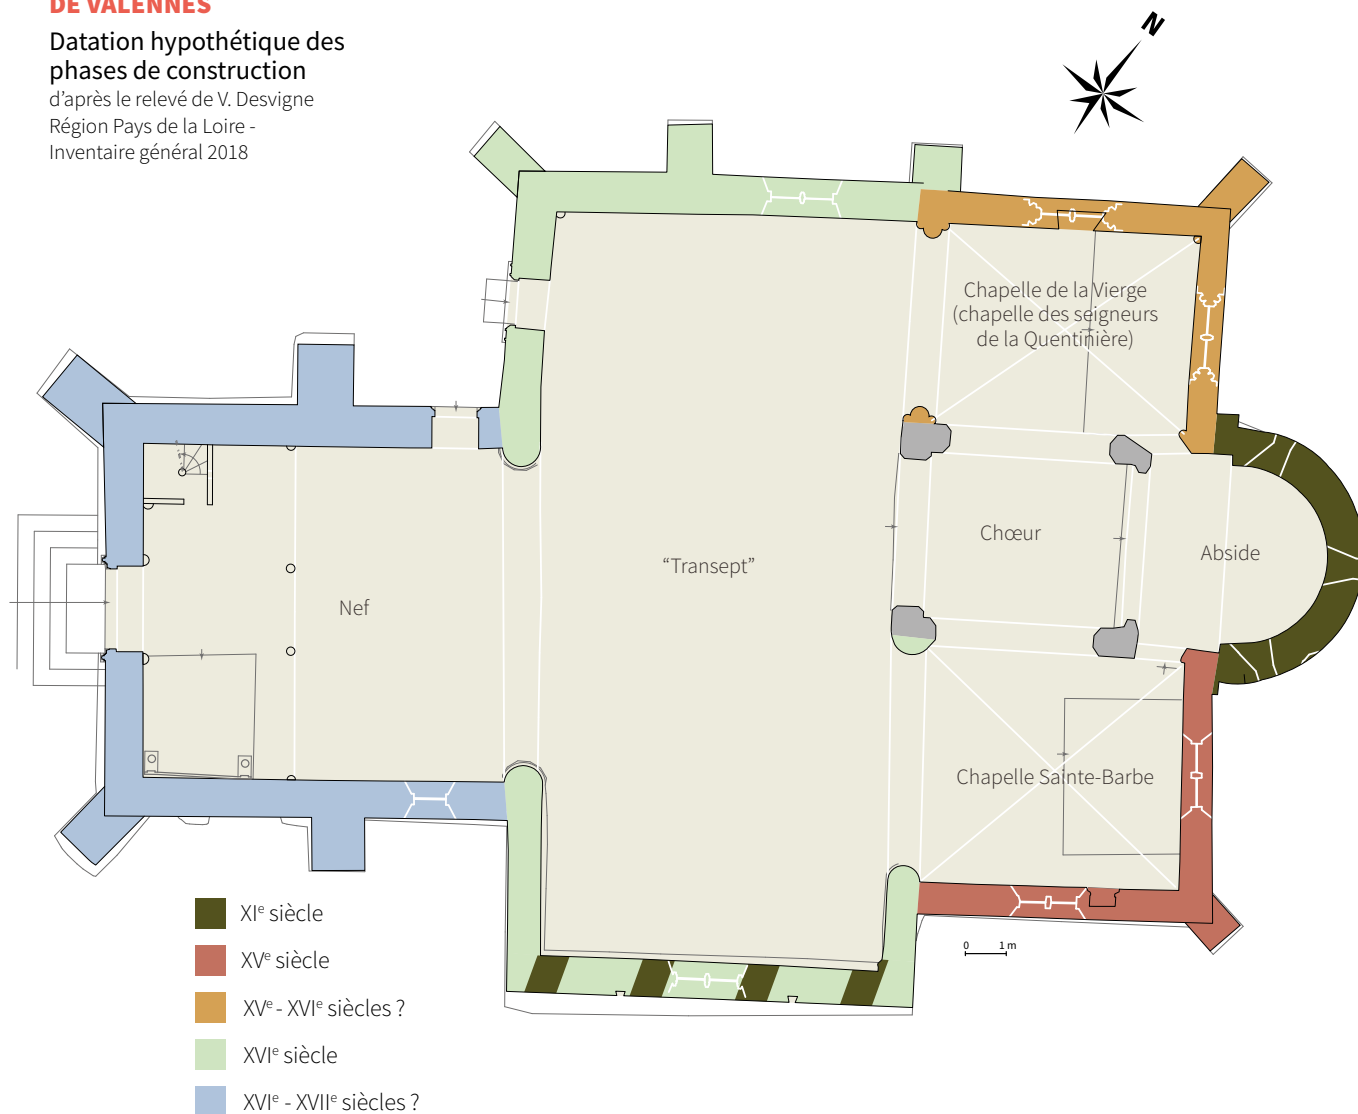 DE VALENNES
Datation hypothétique des
phases de construction
d’après le relevé de V. Desvigne
Région Pays de la Loire -
Inventaire général 2018
N
Chapelle de la Vierge
(chapelle des seigneurs
de la Quentinière)
Chœur
Abside
“Transept”
Nef
Chapelle Sainte-Barbe
0 1 m
XIe siècle
XVe siècle
XVe - XVIe siècles ?
XVIe siècle
XVIe - XVIIe siècles ?